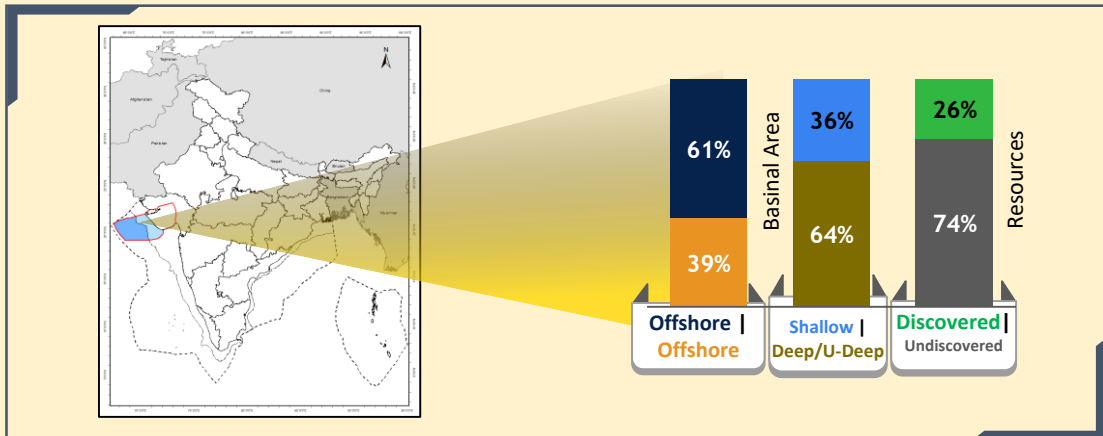 N
Tajikistan
Afghanistan
China
Pakistan
Nepal
Bhutan
Myanmar
61%
39%
Basinal Area
36%
64%
26%
74%
Resources
Offshore |
Offshore
Shallow |
Deep/U-Deep
Discovered|
Undiscovered